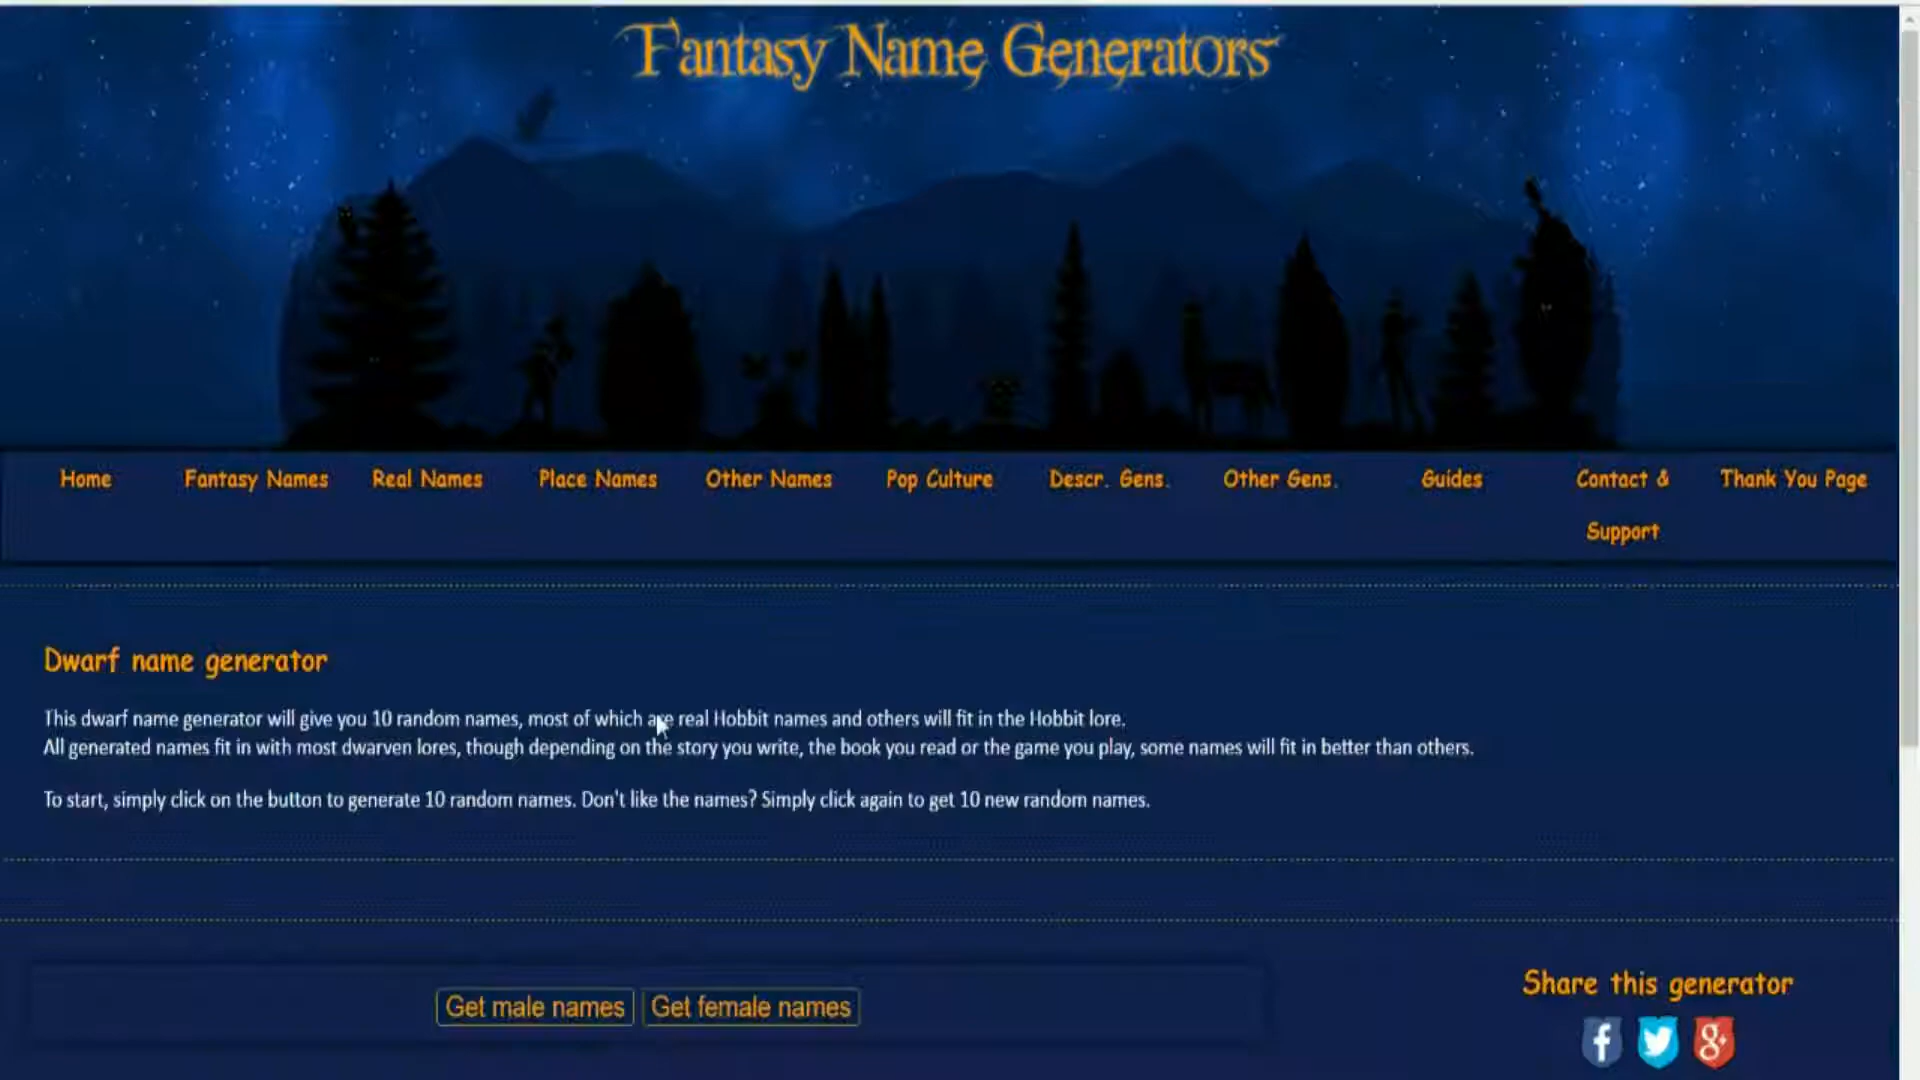 Fantasy Name Generators
Home Fantasy Names Real Names Place Names Other Names Pop Culture Descr. Gens. Other Gens. Guides Contact & Thank You Page
Support
Dwarf name generator
This dwarf name generator will give you 10 random names, most of which are real Hobbit names and others will fit in the Hobbit lore.
All generated names fit in with most dwarven lores, though depending on the story you write, the book you read or the game you play, some names will fit in better than others.
To start, simply click on the button to generate 10 random names. Don't like the names? Simply click again to get 10 new random names.
Share this generator
Get male names Get female names
f g+